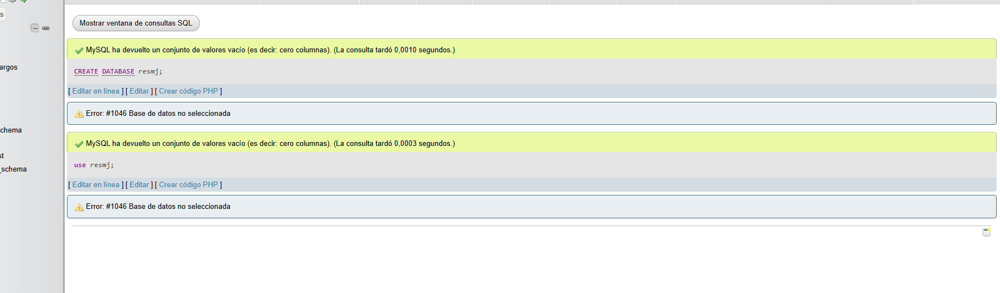 s
Mostrar ventana de consultas SQL
MySQL ha devuelto un conjunto de valores vacío (es decir: cero columnas). (La consulta tardó 0,0010 segundos.)
argos
CREATE DATABASE resmj;
[ Editar en línea ] [ Editar ] [ Crear código PHP ]
Error: #1046 Base de datos no seleccionada
chema
MySQL ha devuelto un conjunto de valores vacío (es decir: cero columnas). (La consulta tardó 0,0003 segundos.)
st
use resmj;
_schema
[ Editar en línea ] [ Editar ] [ Crear código PHP ]
Error: #1046 Base de datos no seleccionada